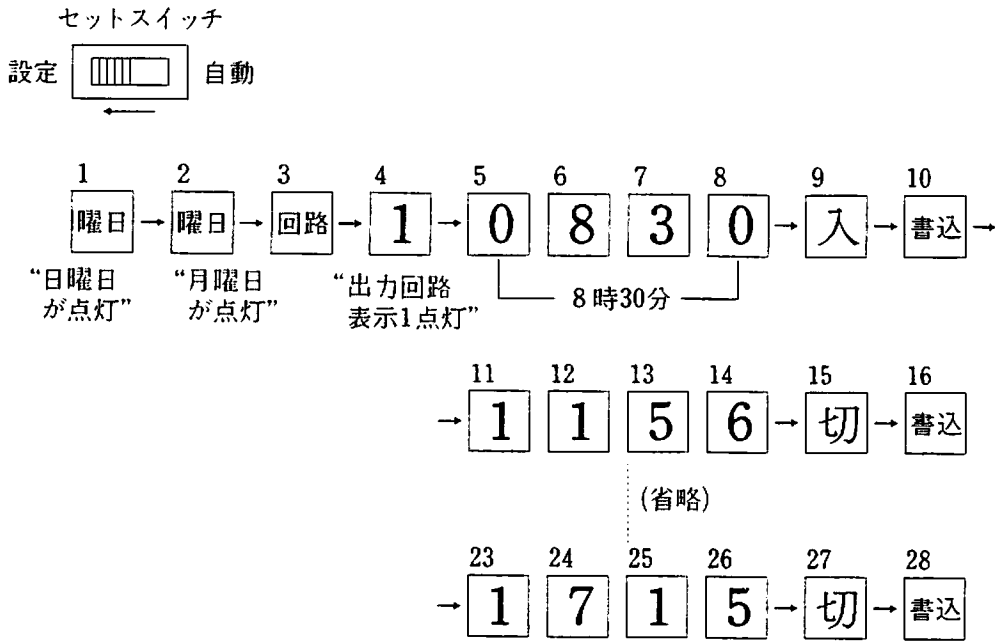 セットスイッチ
設定 自動
1 2 3 4 5 6 7 8 9 10
曜日 → 曜日 → 回路 → 1 → 0 8 3 0 → 入 → 書込 →
“日曜日 “月曜日 “出力回路 8時30分
が点灯” が点灯” 表示1点灯”
11 12 13 14 15 16
→ 1 1 5 6 → 切 → 書込
(省略)
23 24 25 26 27 28
→ 1 7 1 5 → 切 → 書込